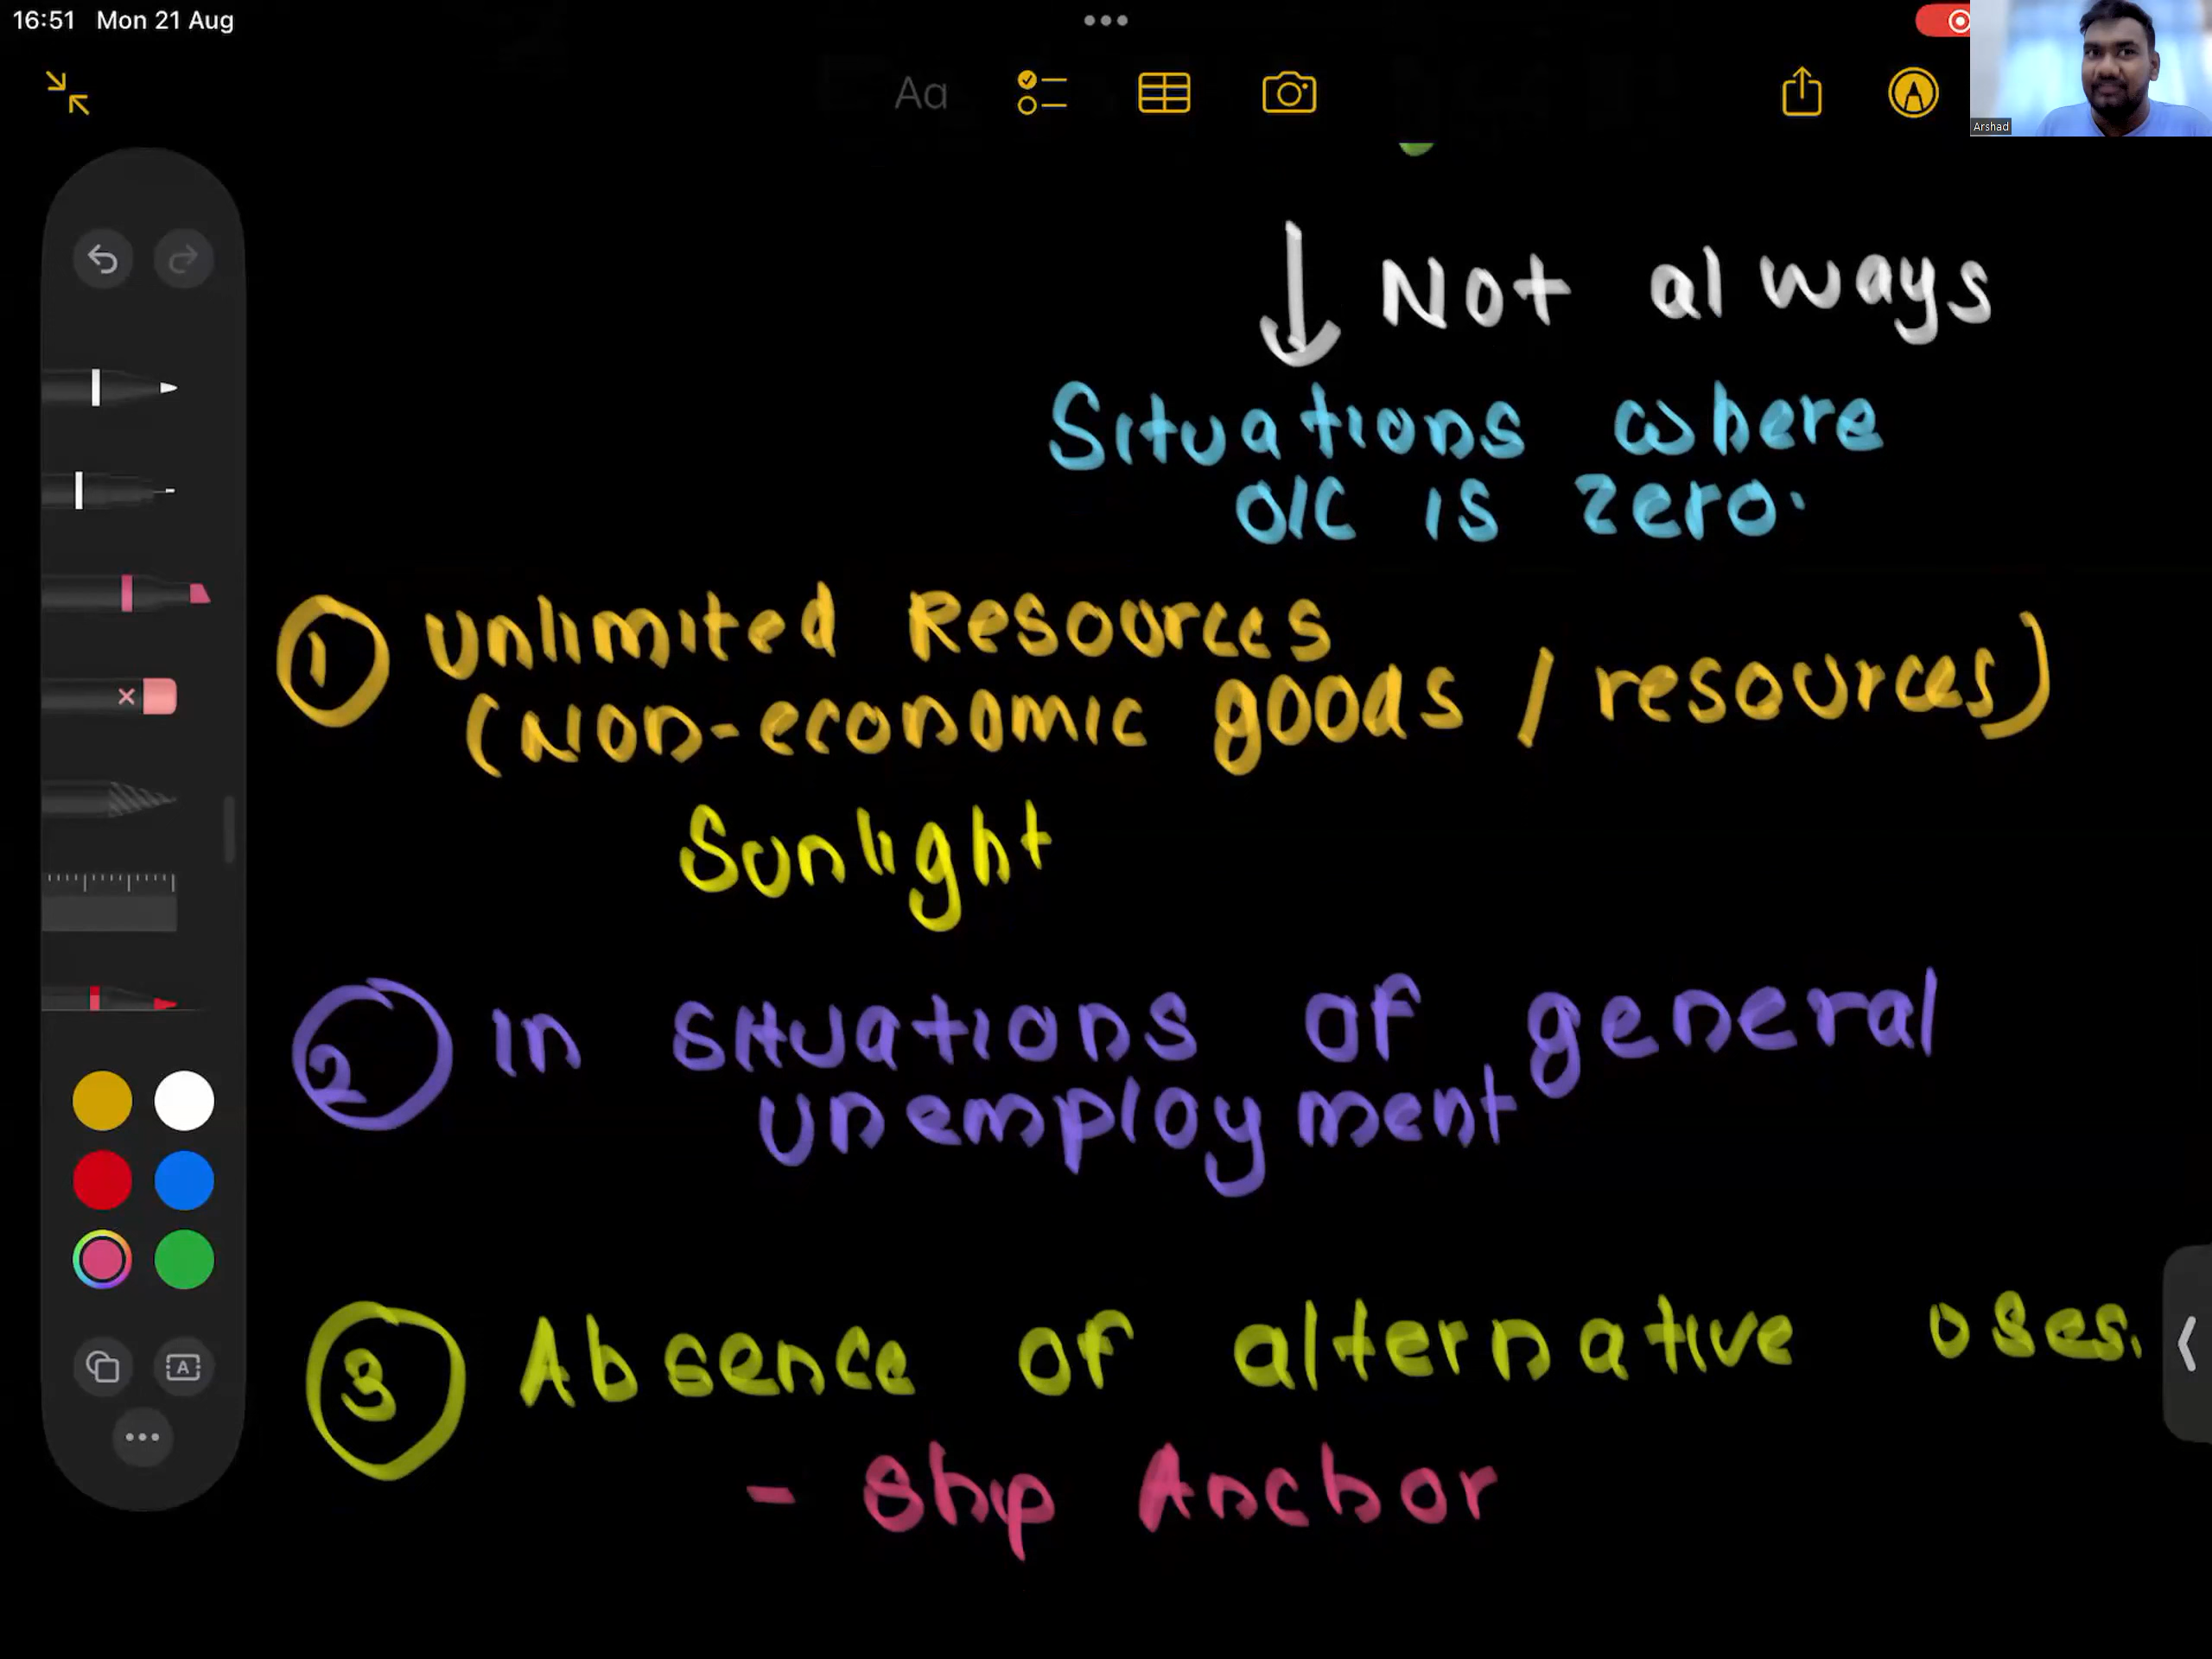 16:51 Mon 21 Aug
Aa
Arshad
Not always
Situations where
O/C is zero.
1 Unlimited Resources
(Non-economic goods / resources)
Sunlight
2 In situations of general
unemployment
3 Absence of alternative uses.
- Ship Anchor
A